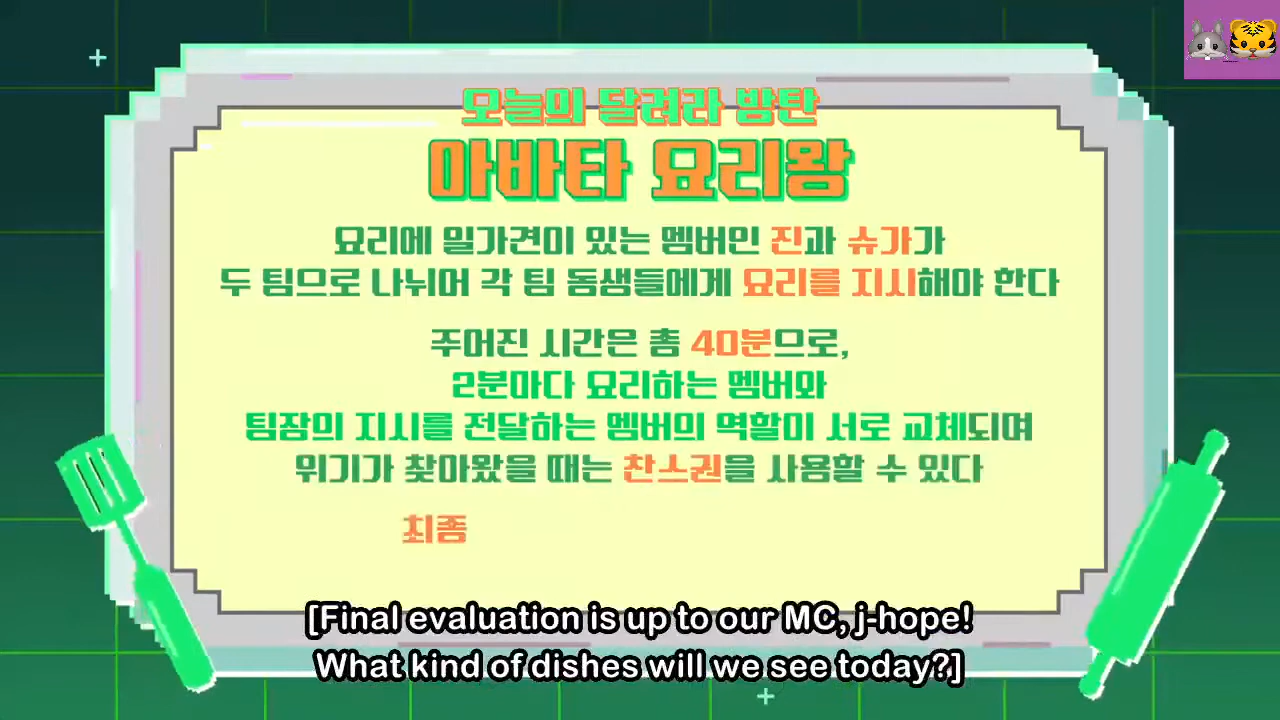 오늘의 달려라 방탄
아바타 요리왕
요리에 일가견이 있는 멤버인 진과 슈가가
두 팀으로 나뉘어 각 팀 동생들에게 요리를 지시해야 한다
주어진 시간은 총 40분으로,
2분마다 요리하는 멤버와
팀장의 지시를 전달하는 멤버의 역할이 서로 교체되며
위기가 찾아왔을 때는 찬스권을 사용할 수 있다
최종
[Final evaluation is up to our MC, j-hope!
What kind of dishes will we see today?]